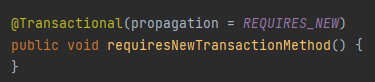 @Transactional(propagation = REQUIRES_NEW)
public void requiresNewTransactionMethod() {
}